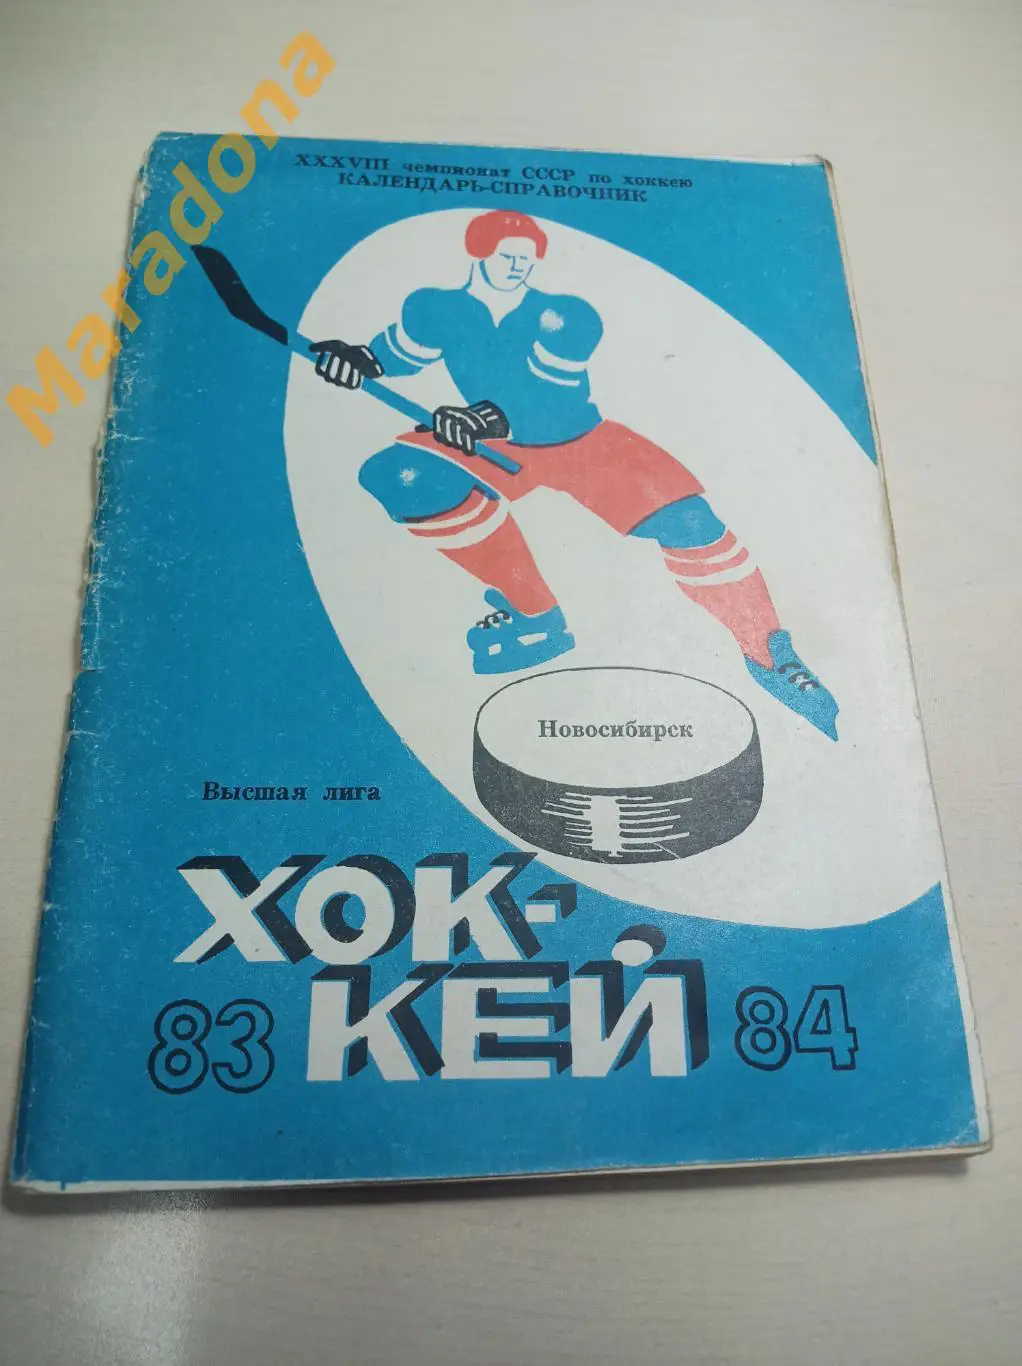 XXXVIII чемпионат СССР по хоккею
КАЛЕНДАРЬ-СПРАВОЧНИК
Новосибирск
Высшая лига
ХОК-
83 КЕЙ 84
Maradona